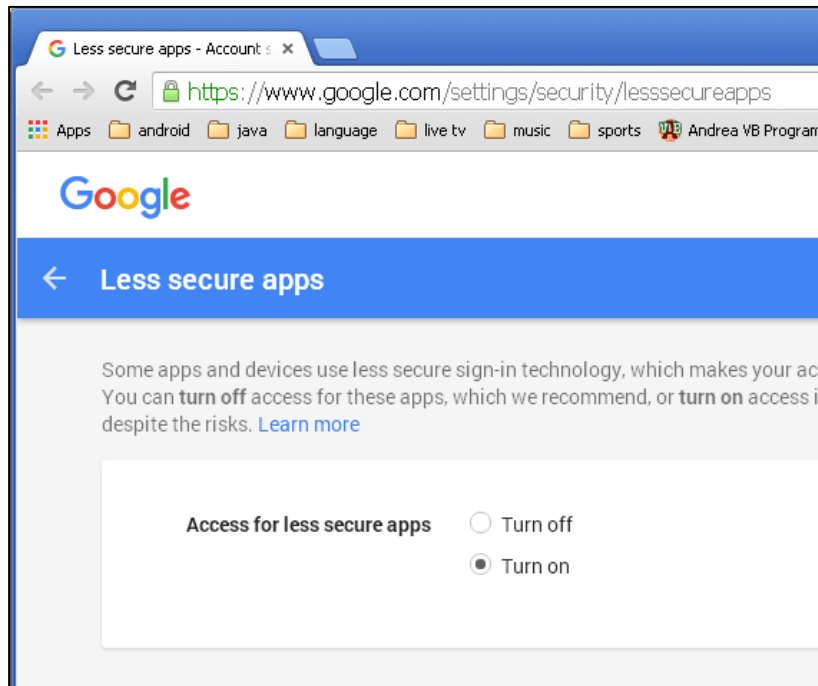 Less secure apps - Account s
https://www.google.com/settings/security/lesssecureapps
Apps android java language live tv music sports Andrea VB Program
Google
Less secure apps
Some apps and devices use less secure sign-in technology, which makes your ac
You can turn off access for these apps, which we recommend, or turn on access i
despite the risks. Learn more
Access for less secure apps Turn off
Turn on